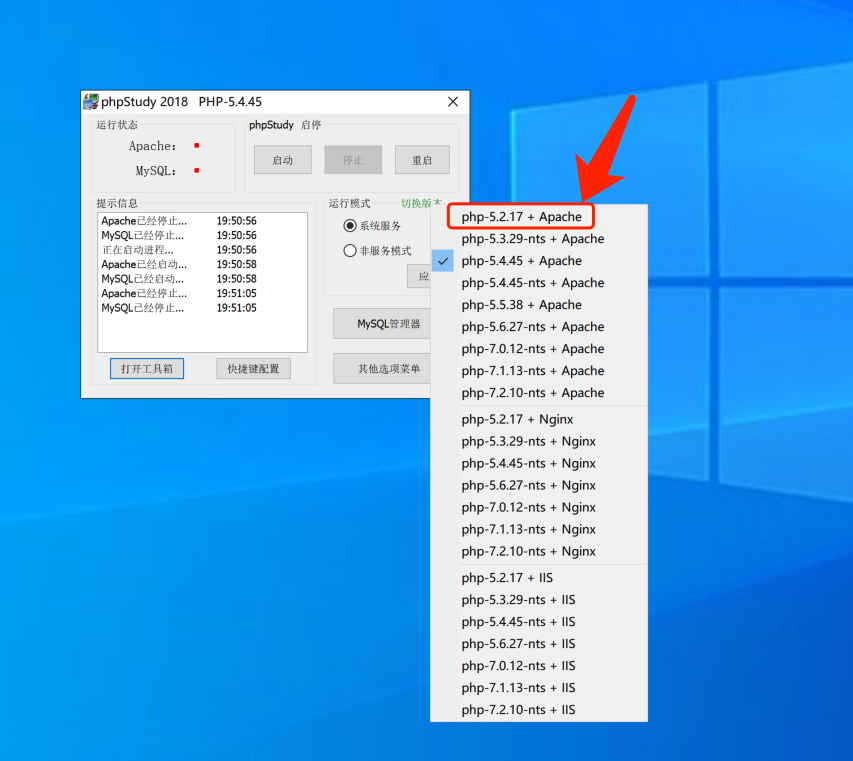 phpStudy 2018 PHP-5.4.45
运行状态
Apache:
MySQL:
phpStudy 启停
启动
停止
重启
提示信息
Apache已经停止... 19:50:56
MySQL已经停止... 19:50:56
正在启动进程... 19:50:56
Apache已经启动... 19:50:58
MySQL已经启动... 19:50:58
Apache已经停止... 19:51:05
MySQL已经停止... 19:51:05
打开工具箱
快捷键配置
运行模式
切换版本
系统服务
非服务模式
应
MySQL管理器
其他选项菜单
php-5.2.17 + Apache
php-5.3.29-nts + Apache
php-5.4.45 + Apache
php-5.4.45-nts + Apache
php-5.5.38 + Apache
php-5.6.27-nts + Apache
php-7.0.12-nts + Apache
php-7.1.13-nts + Apache
php-7.2.10-nts + Apache
php-5.2.17 + Nginx
php-5.3.29-nts + Nginx
php-5.4.45-nts + Nginx
php-5.6.27-nts + Nginx
php-7.0.12-nts + Nginx
php-7.1.13-nts + Nginx
php-7.2.10-nts + Nginx
php-5.2.17 + IIS
php-5.3.29-nts + IIS
php-5.4.45-nts + IIS
php-5.6.27-nts + IIS
php-7.0.12-nts + IIS
php-7.1.13-nts + IIS
php-7.2.10-nts + IIS